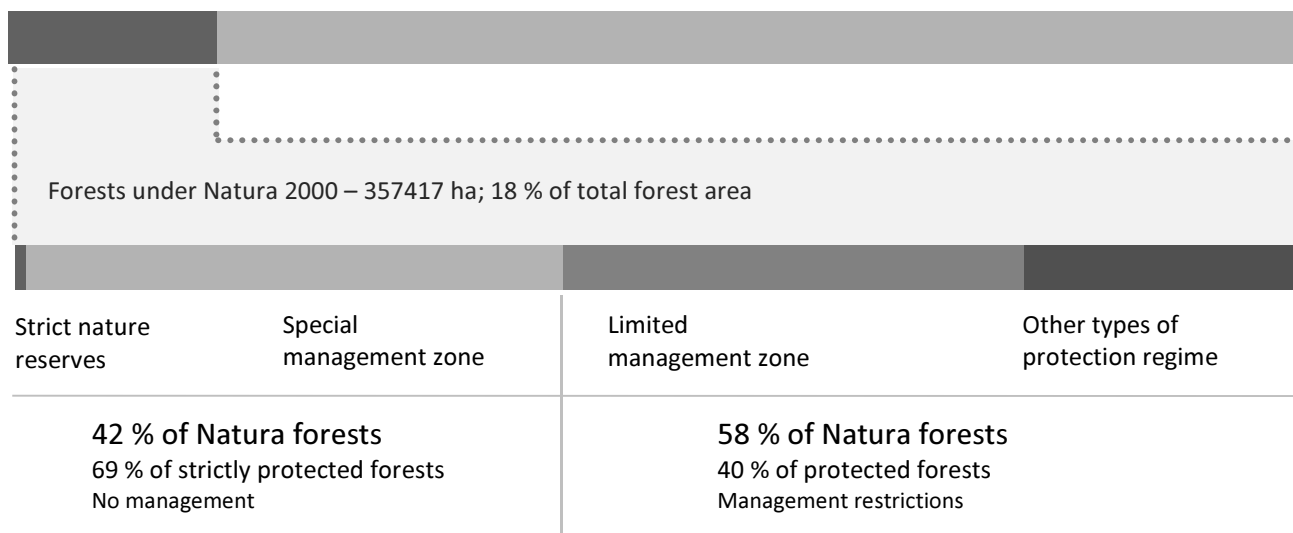 Forests under Natura 2000 – 357417 ha; 18 % of total forest area
Strict nature
reserves
Special
management zone
Limited
management zone
Other types of
protection regime
42 % of Natura forests
69 % of strictly protected forests
No management
58 % of Natura forests
40 % of protected forests
Management restrictions